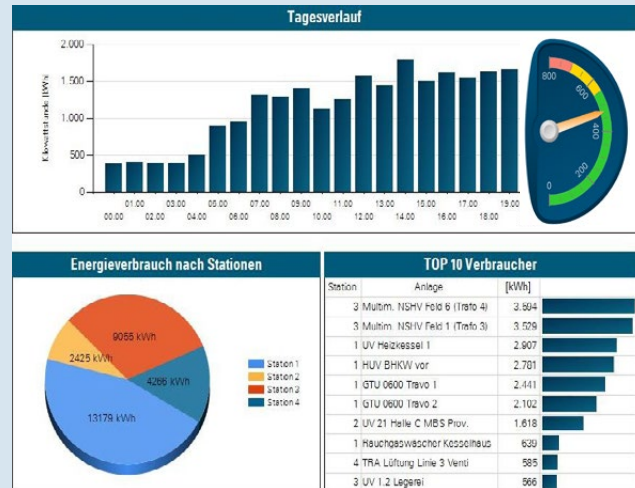 Tagesverlauf
Kilowattstunde [kWh]
2.000
1.500
1.000
500
0
01.00 03.00 05.00 07.00 09.00 11.00 13.00 15.00 17.00 19.00
00.00 02.00 04.00 06.00 08.00 10.00 12.00 14.00 16.00 18.00
800
600
400
200
0
Energieverbrauch nach Stationen
9055 kWh
2425 kWh
4266 kWh
13179 kWh
Station 1
Station 2
Station 3
Station 4
TOP 10 Verbraucher
Station Anlage [kWh]
3 Multim. NSHV Feld 6 (Trafo 4) 3.594
3 Multim. NSHV Feld 1 (Trafo 3) 3.529
1 UV Heizkessel 1 2.907
1 HUV BHKW vor 2.781
1 GTU 0600 Travo 1 2.441
1 GTU 0600 Travo 2 2.102
2 UV 21 Halle C MBS Prov. 1.618
1 Rauchgaswäscher Kesselhaus 639
4 TRA Lüftung Linie 3 Venti 585
3 UV 1.2 Legerei 566